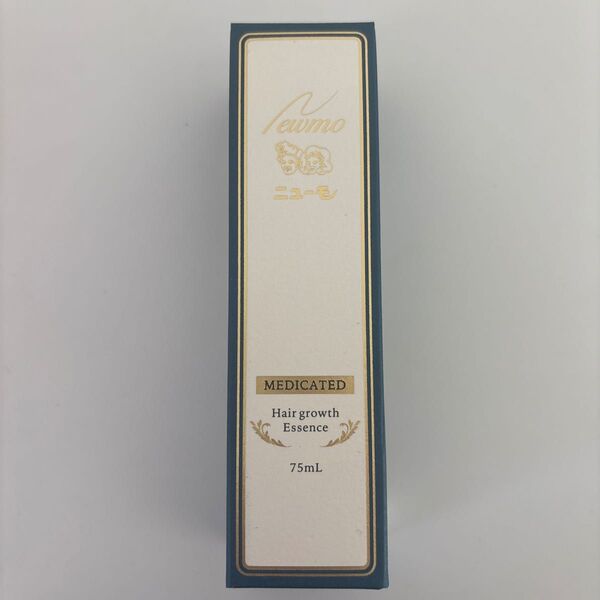 Newmo
ニューモ
MEDICATED
Hair growth
Essence
75mL